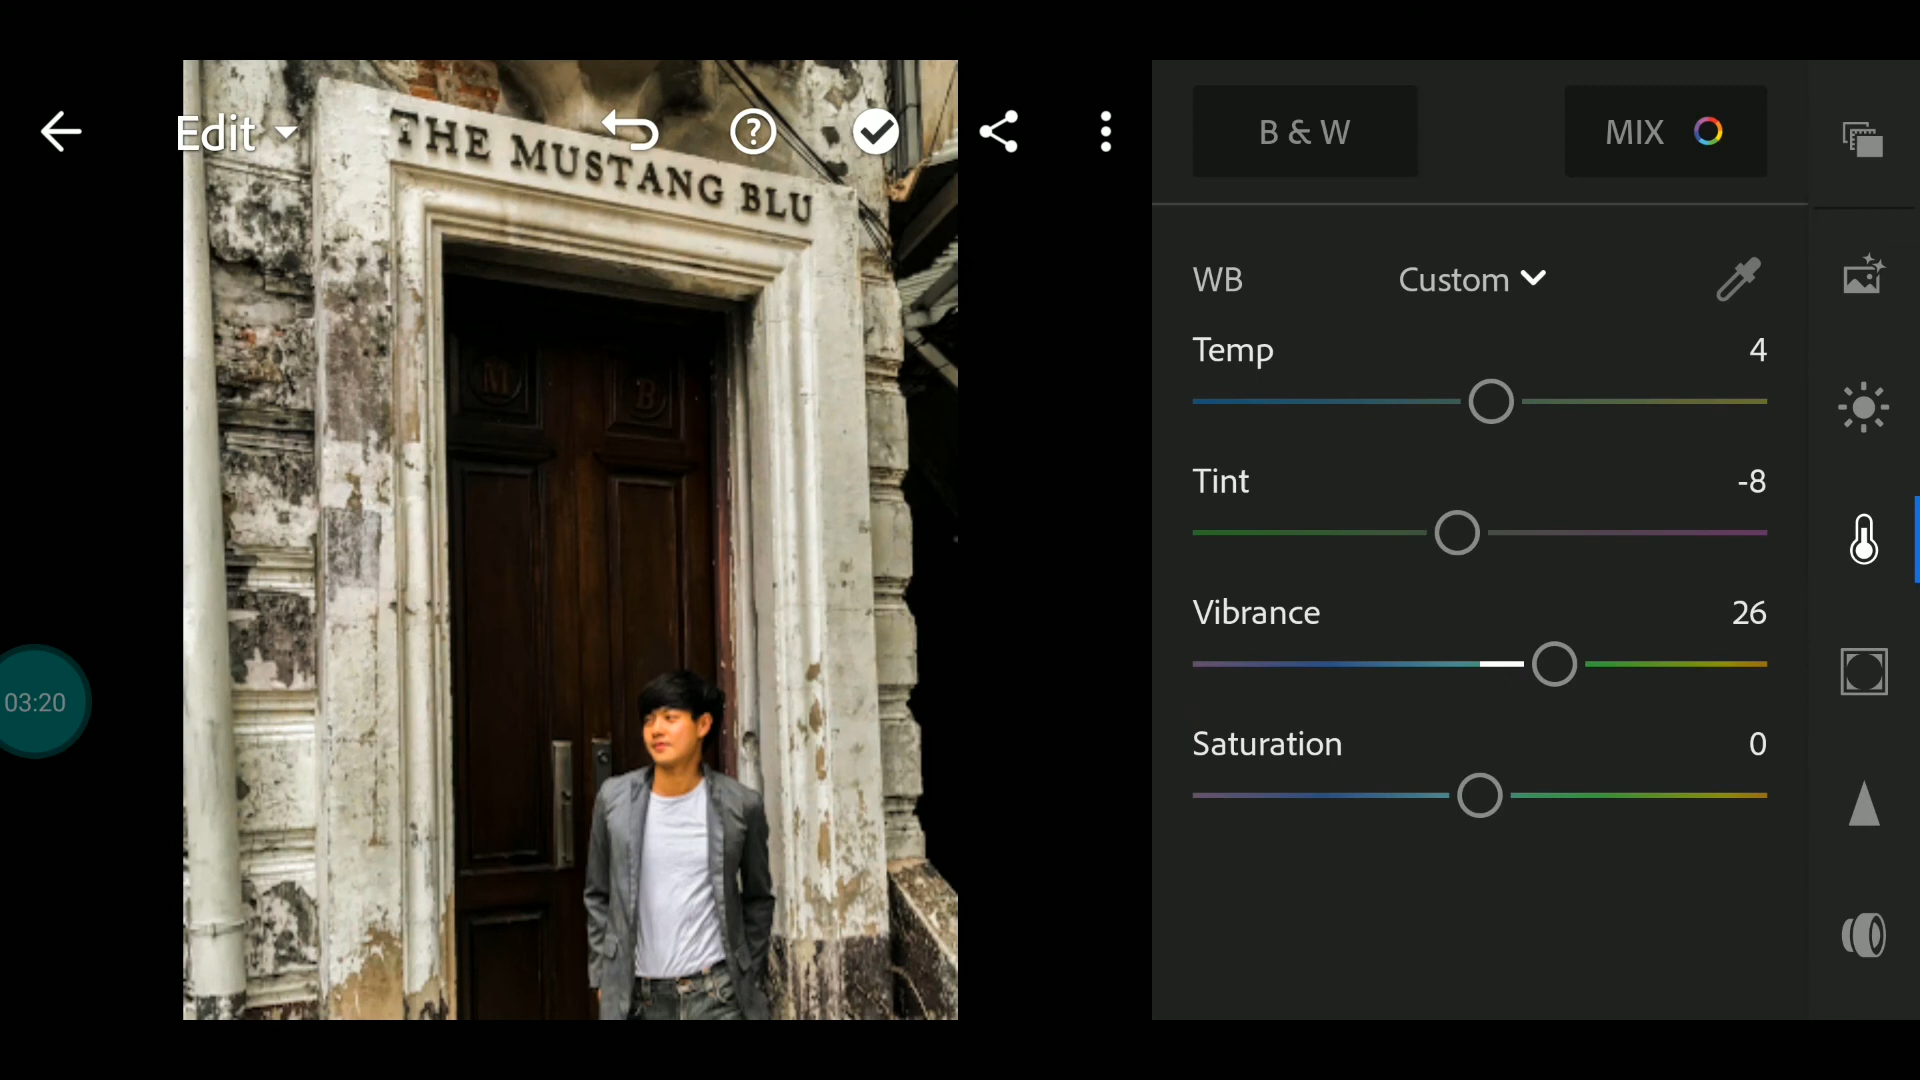 Edit
THE MUSTANG BLU
M
B
03:20
B & W
MIX
WB
Custom
Temp
4
Tint
-8
Vibrance
26
Saturation
0